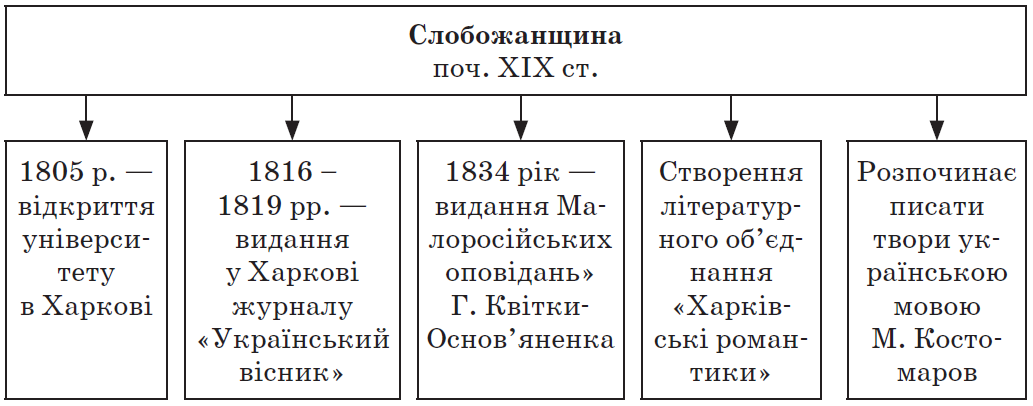 Слобожанщина
поч. XIX ст.
1805 р. —
відкриття
універси-
тету
в Харкові
1816 –
1819 рр. —
видання
у Харкові
журналу
«Український
вісник»
1834 рік —
видання Ма-
лоросійських
оповідань»
Г. Квітки-
Основ’яненка
Створення
літератур-
ного об’єд-
нання
«Харків-
ські роман-
тики»
Розпочинає
писати
твори ук-
раїнською
мовою
М. Косто-
маров